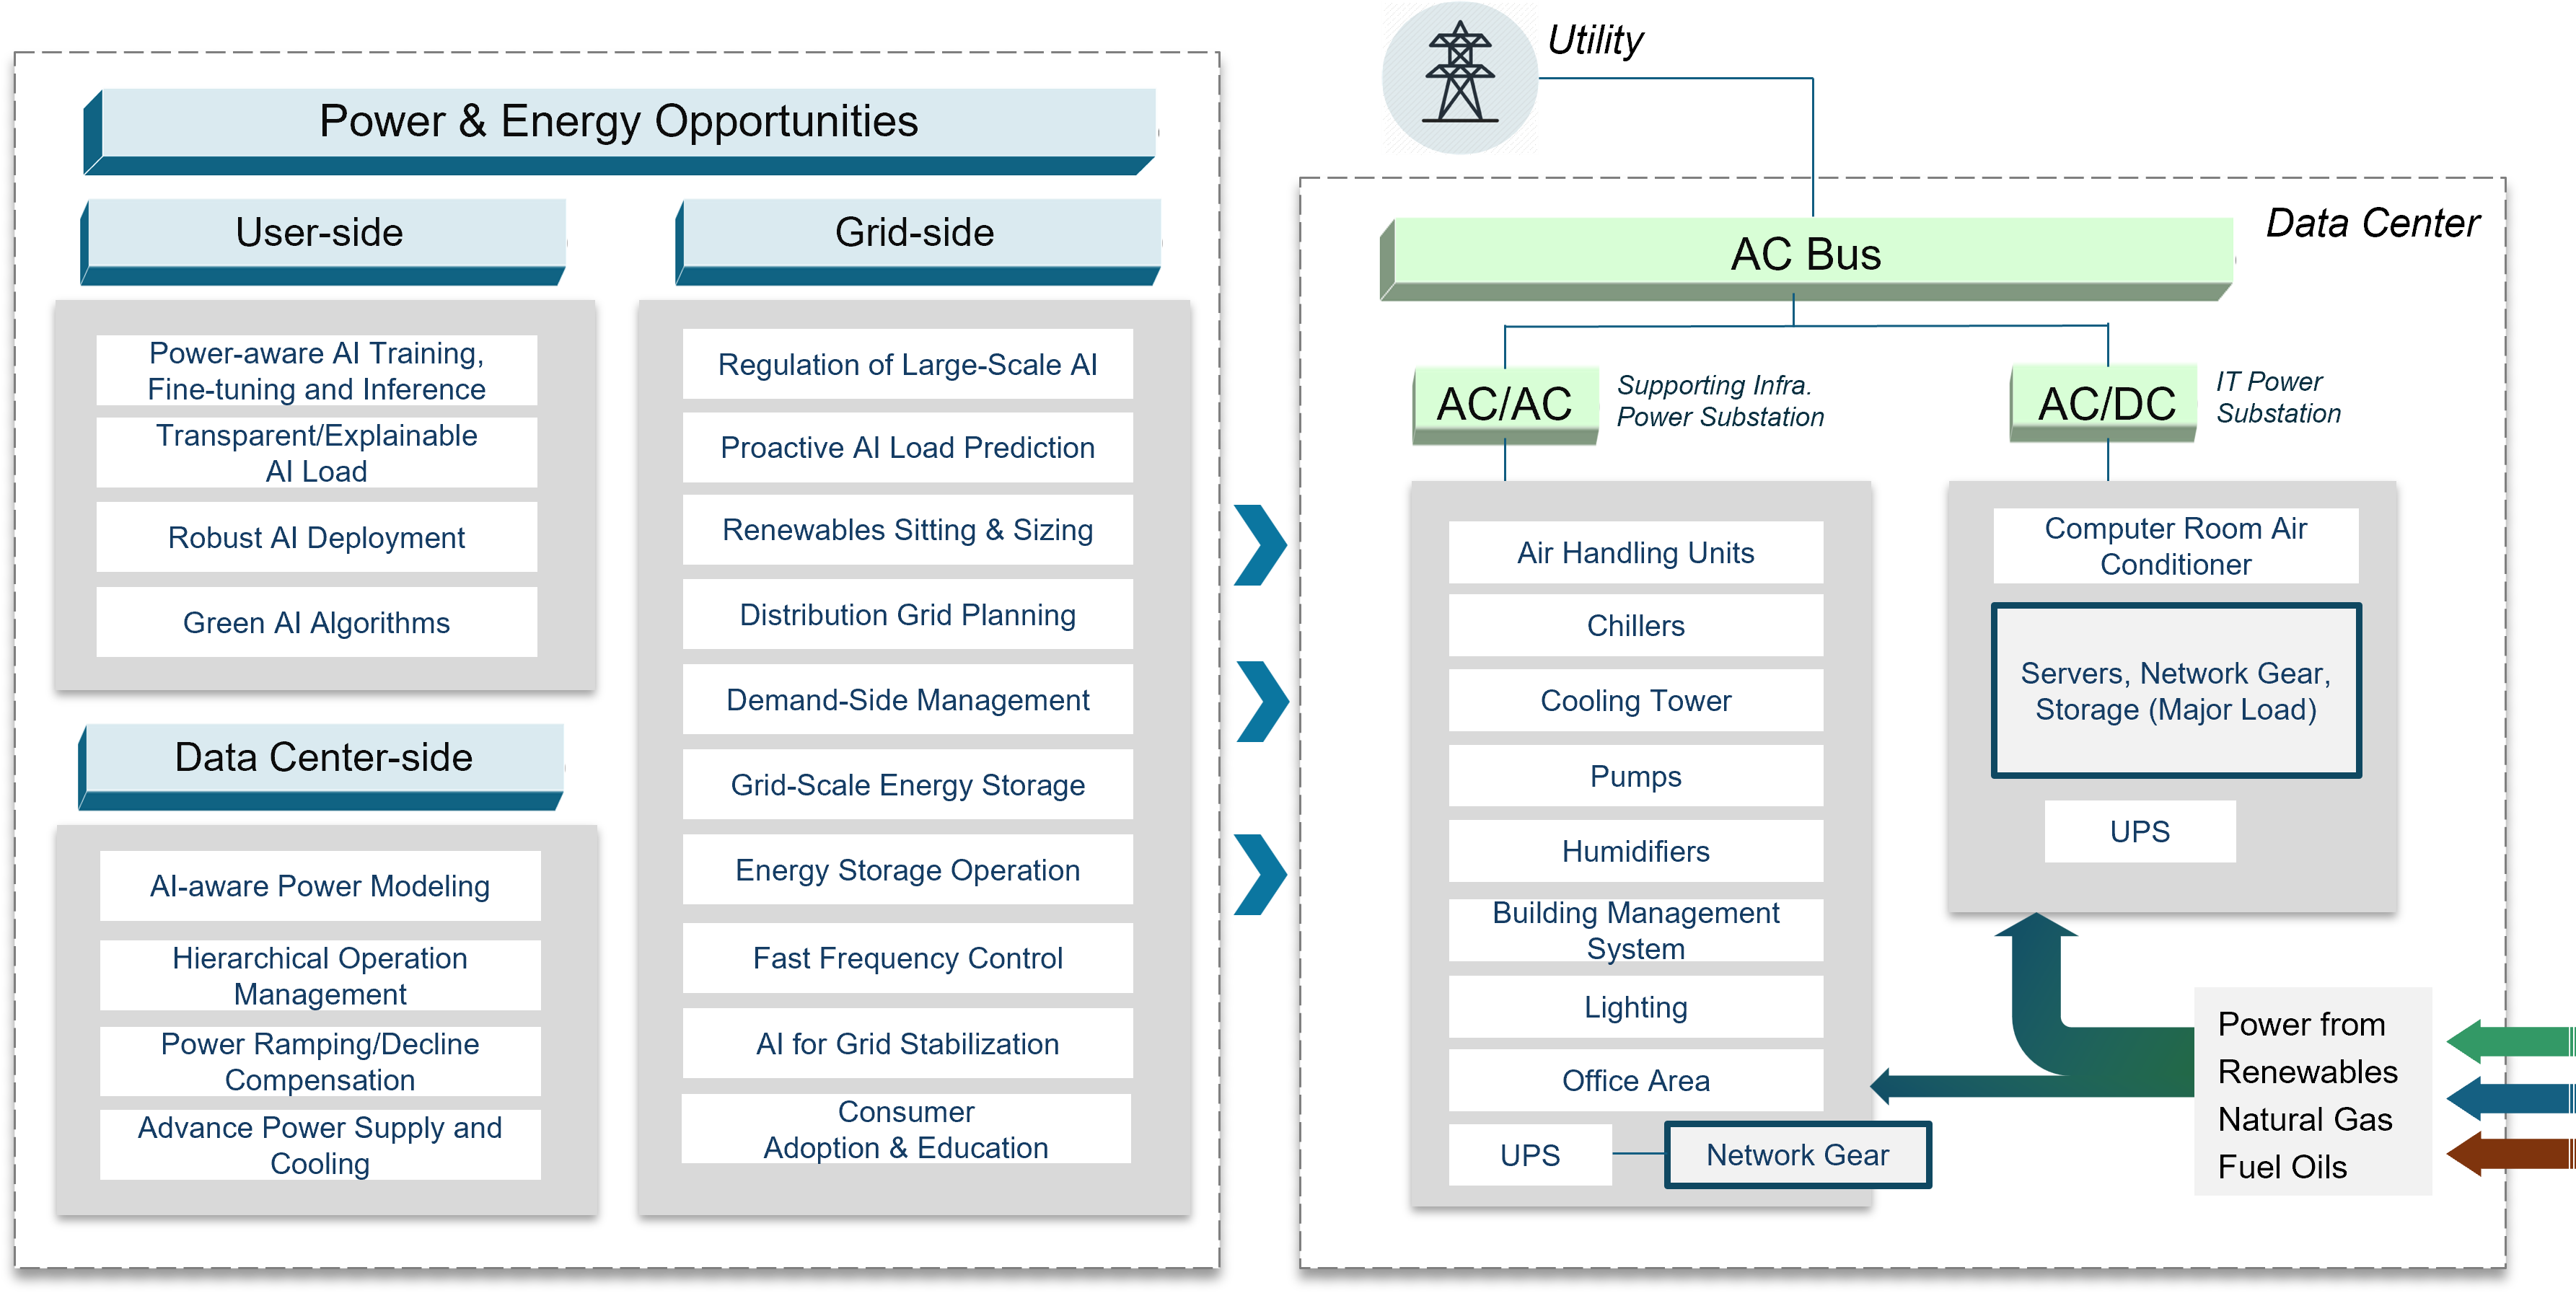 Power & Energy Opportunities
User-side
Power-aware AI Training,
Fine-tuning and Inference
Transparent/Explainable
AI Load
Robust AI Deployment
Green AI Algorithms
Data Center-side
AI-aware Power Modeling
Hierarchical Operation
Management
Power Ramping/Decline
Compensation
Advance Power Supply and
Cooling
Grid-side
Regulation of Large-Scale AI
Proactive AI Load Prediction
Renewables Sitting & Sizing
Distribution Grid Planning
Demand-Side Management
Grid-Scale Energy Storage
Energy Storage Operation
Fast Frequency Control
AI for Grid Stabilization
Consumer
Adoption & Education
Utility
Data Center
AC Bus
AC/AC
Supporting Infra.
Power Substation
AC/DC
IT Power
Substation
Air Handling Units
Chillers
Cooling Tower
Pumps
Humidifiers
Building Management
System
Lighting
Office Area
UPS
Network Gear
Computer Room Air
Conditioner
Servers, Network Gear,
Storage (Major Load)
UPS
Power from
Renewables
Natural Gas
Fuel Oils